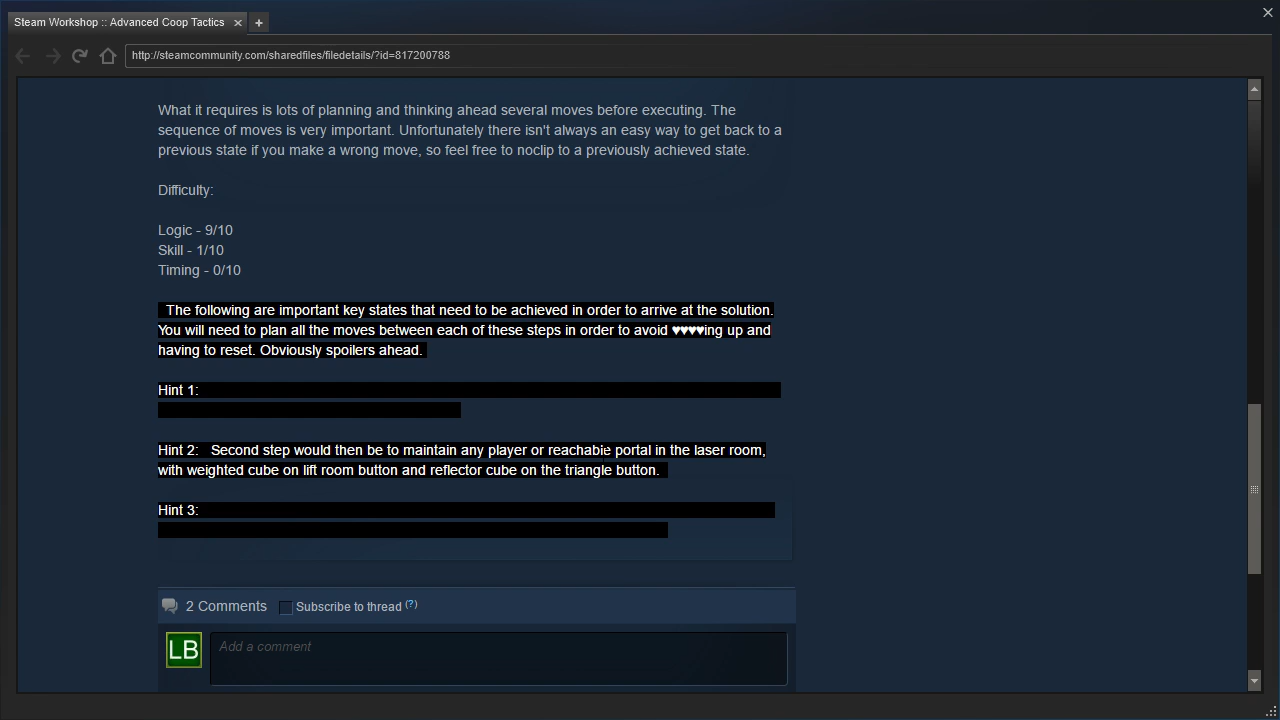 Steam Workshop :: Advanced Coop Tactics
http://steamcommunity.com/sharedfiles/filedetails/?id=817200788
What it requires is lots of planning and thinking ahead several moves before executing. The
sequence of moves is very important. Unfortunately there isn't always an easy way to get back to a
previous state if you make a wrong move, so feel free to noclip to a previously achieved state.
Difficulty:
Logic - 9/10
Skill - 1/10
Timing - 0/10
The following are important key states that need to be achieved in order to arrive at the solution.
You will need to plan all the moves between each of these steps in order to avoid ♥♥♥♥ing up and
having to reset. Obviously spoilers ahead.
Hint 1:
Hint 2: Second step would then be to maintain any player or reachable portal in the laser room,
with weighted cube on lift room button and reflector cube on the triangle button.
Hint 3:
2 Comments Subscribe to thread (?)
LB Add a comment